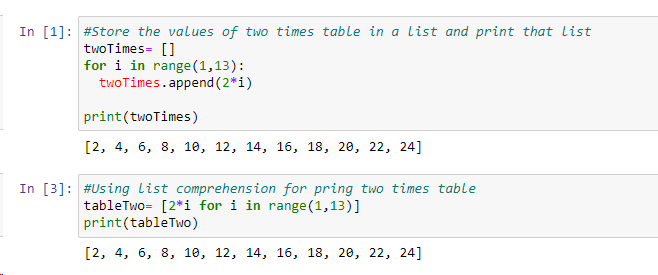 In [1]: #Store the values of two times table in a list and print that list
twoTimes= []
for i in range(1,13):
  twoTimes.append(2*i)
print(twoTimes)
[2, 4, 6, 8, 10, 12, 14, 16, 18, 20, 22, 24]
In [3]: #Using list comprehension for pring two times table
tableTwo= [2*i for i in range(1,13)]
print(tableTwo)
[2, 4, 6, 8, 10, 12, 14, 16, 18, 20, 22, 24]